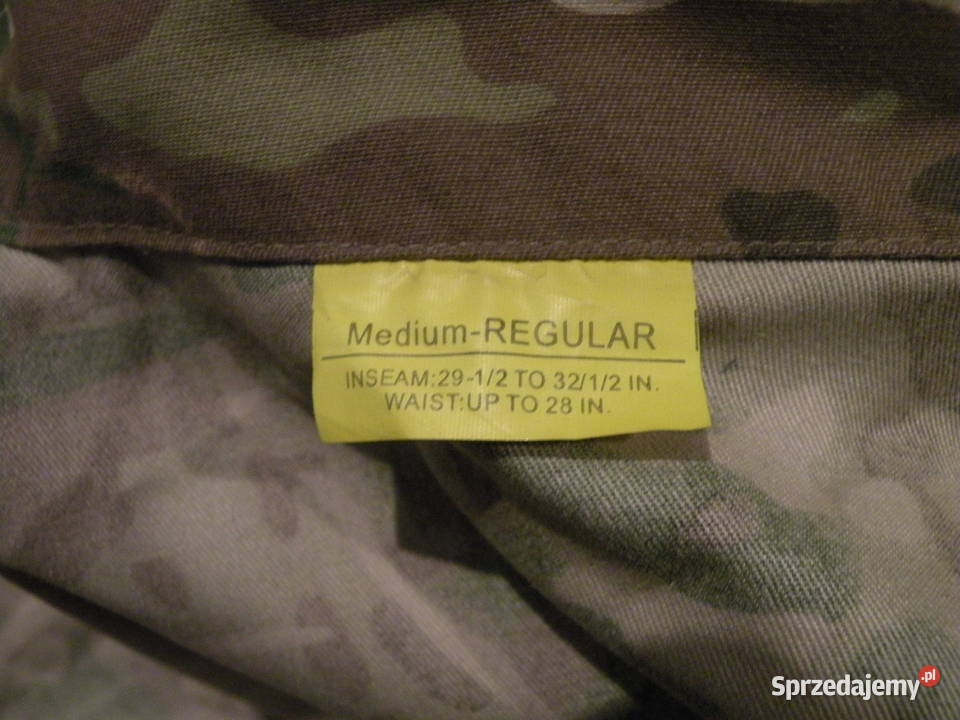 Medium-REGULAR
INSEAM:29-1/2 TO 32/1/2 IN.
WAIST:UP TO 28 IN.
Sprzedajemy.pl